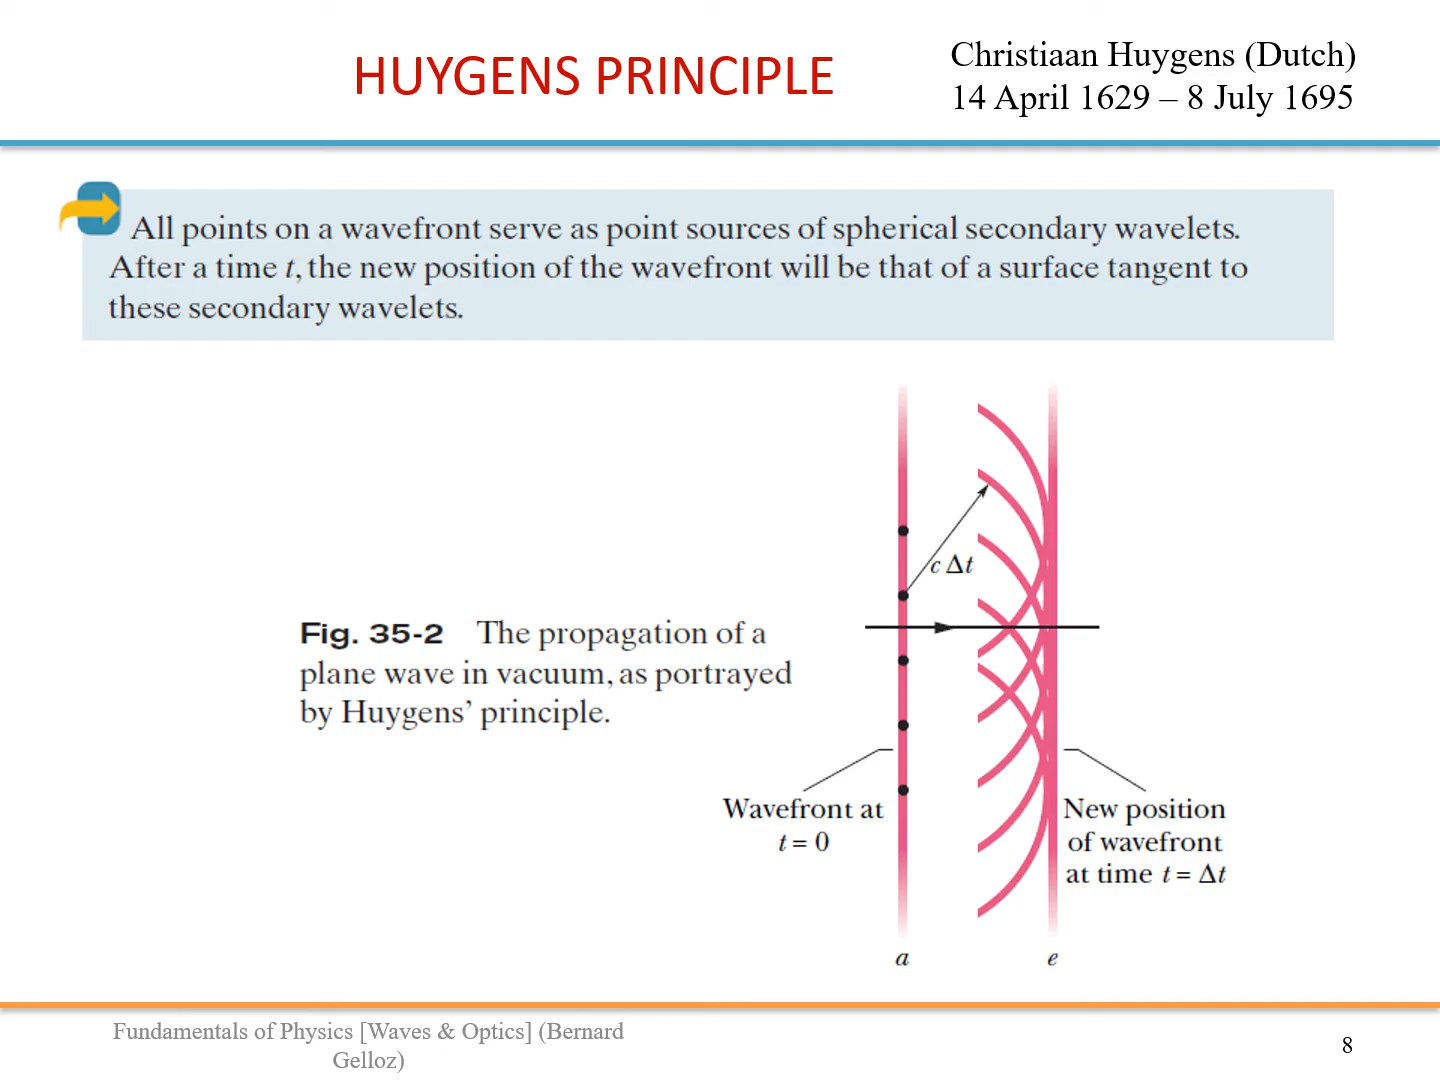 HUYGENS PRINCIPLE
Christiaan Huygens (Dutch)
14 April 1629 – 8 July 1695
All points on a wavefront serve as point sources of spherical secondary wavelets.
After a time t, the new position of the wavefront will be that of a surface tangent to
these secondary wavelets.
c Δt
Fig. 35-2 The propagation of a
plane wave in vacuum, as portrayed
by Huygens’ principle.
Wavefront at
t = 0
New position
of wavefront
at time t = Δt
a
e
Fundamentals of Physics [Waves & Optics] (Bernard
Gelloz)
8